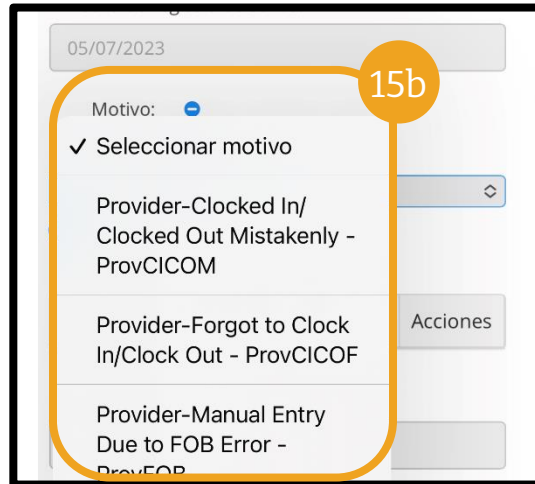 05/07/2023
15b
Motivo:
✓ Seleccionar motivo
Provider-Clocked In/
Clocked Out Mistakenly -
ProvCICOM
Provider-Forgot to Clock
In/Clock Out - ProvCICOF
Acciones
Provider-Manual Entry
Due to FOB Error -
ProvFOB